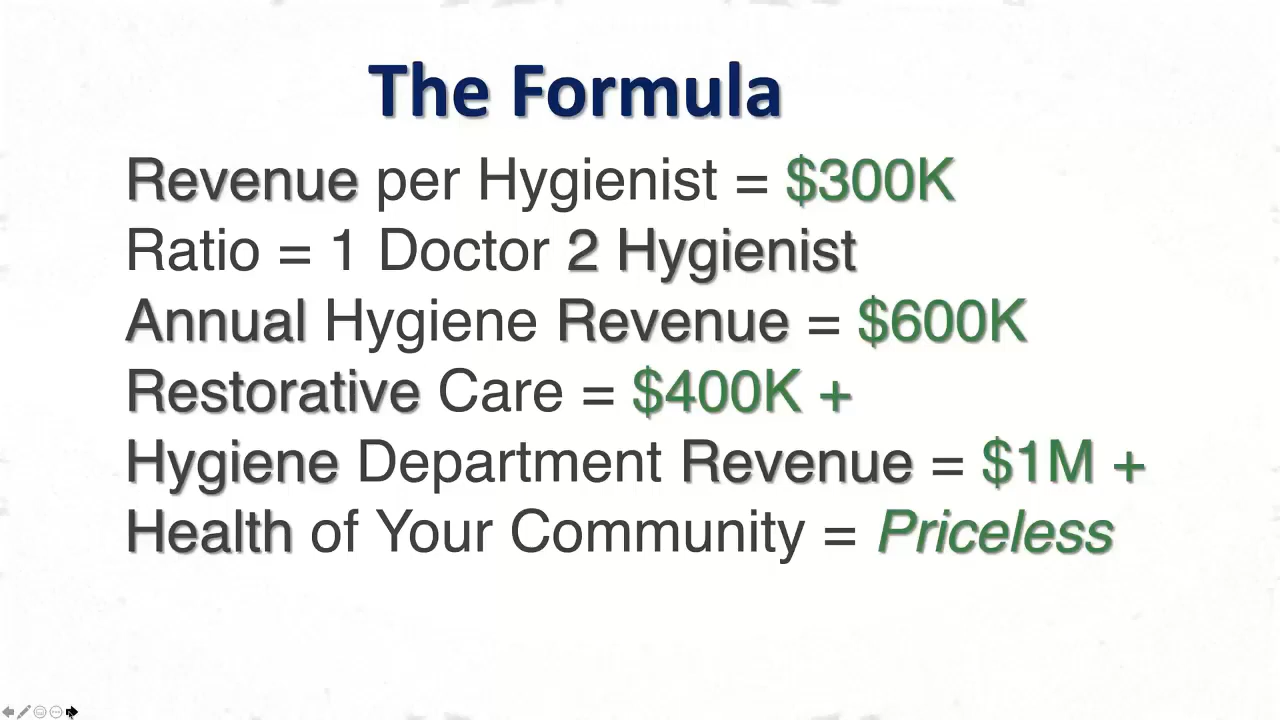 The Formula
Revenue per Hygienist = $300K
Ratio = 1 Doctor 2 Hygienist
Annual Hygiene Revenue = $600K
Restorative Care = $400K +
Hygiene Department Revenue = $1M +
Health of Your Community = Priceless